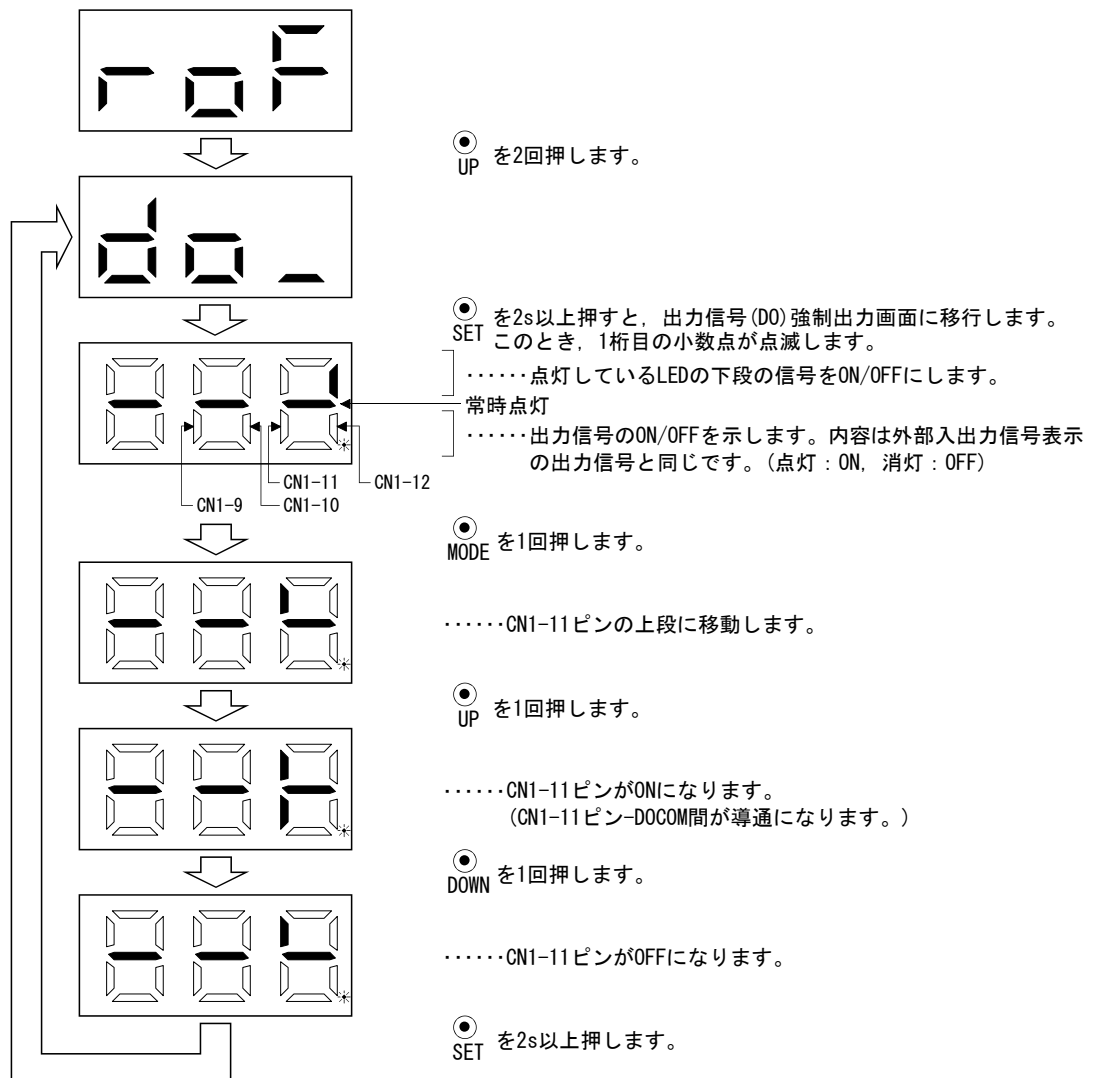 roF
UP を2回押します。
do_
SET を2s以上押すと，出力信号(DO)強制出力画面に移行します。
このとき，1桁目の小数点が点滅します。
······点灯しているLEDの下段の信号をON/OFFにします。
常時点灯
······出力信号のON/OFFを示します。内容は外部入出力信号表示
の出力信号と同じです。(点灯：ON，消灯：OFF)
CN1-11
CN1-12
CN1-9
CN1-10
MODE を1回押します。
······CN1-11ピンの上段に移動します。
UP を1回押します。
······CN1-11ピンがONになります。
(CN1-11ピン-DOCOM間が導通になります。)
DOWN を1回押します。
······CN1-11ピンがOFFになります。
SET を2s以上押します。